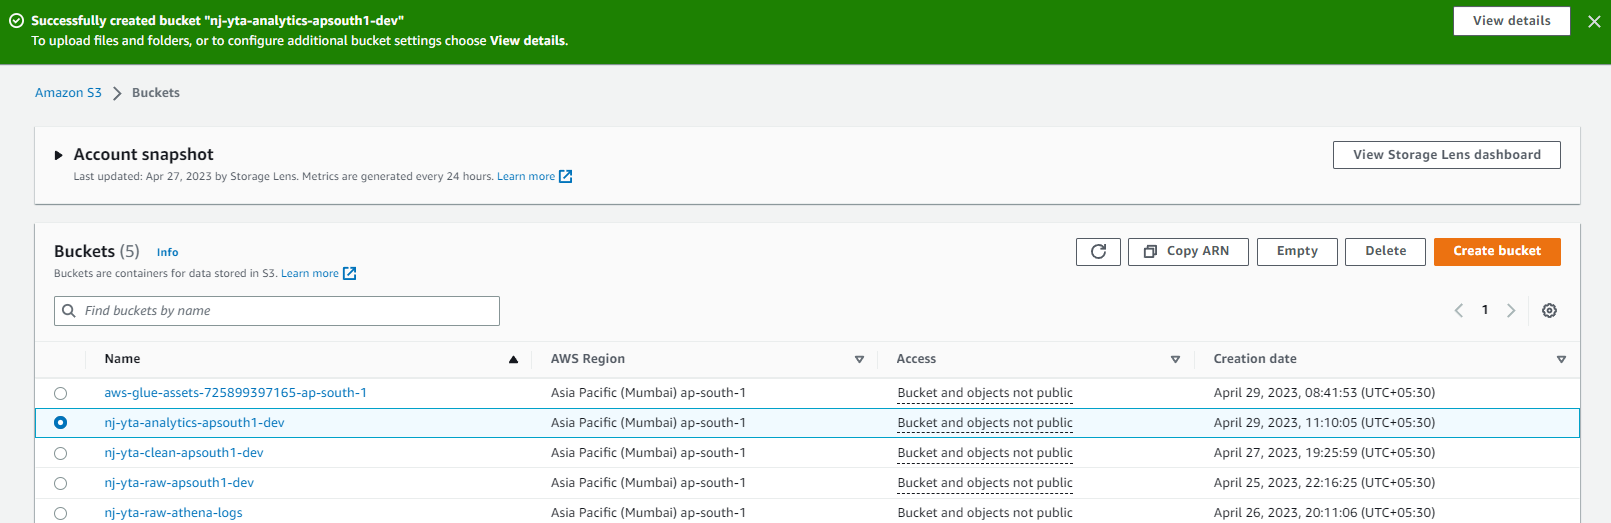 Successfully created bucket "nj-yta-analytics-apsouth1-dev"
To upload files and folders, or to configure additional bucket settings choose View details.
View details
Amazon S3 > Buckets
Account snapshot
Last updated: Apr 27, 2023 by Storage Lens. Metrics are generated every 24 hours. Learn more
View Storage Lens dashboard
Buckets (5) Info
Buckets are containers for data stored in S3. Learn more
Copy ARN Empty Delete Create bucket
Find buckets by name
1
Name AWS Region Access Creation date
aws-glue-assets-725899397165-ap-south-1 Asia Pacific (Mumbai) ap-south-1 Bucket and objects not public April 29, 2023, 08:41:53 (UTC+05:30)
nj-yta-analytics-apsouth1-dev Asia Pacific (Mumbai) ap-south-1 Bucket and objects not public April 29, 2023, 11:10:05 (UTC+05:30)
nj-yta-clean-apsouth1-dev Asia Pacific (Mumbai) ap-south-1 Bucket and objects not public April 27, 2023, 19:25:59 (UTC+05:30)
nj-yta-raw-apsouth1-dev Asia Pacific (Mumbai) ap-south-1 Bucket and objects not public April 25, 2023, 22:16:25 (UTC+05:30)
nj-yta-raw-athena-logs Asia Pacific (Mumbai) ap-south-1 Bucket and objects not public April 26, 2023, 20:11:06 (UTC+05:30)